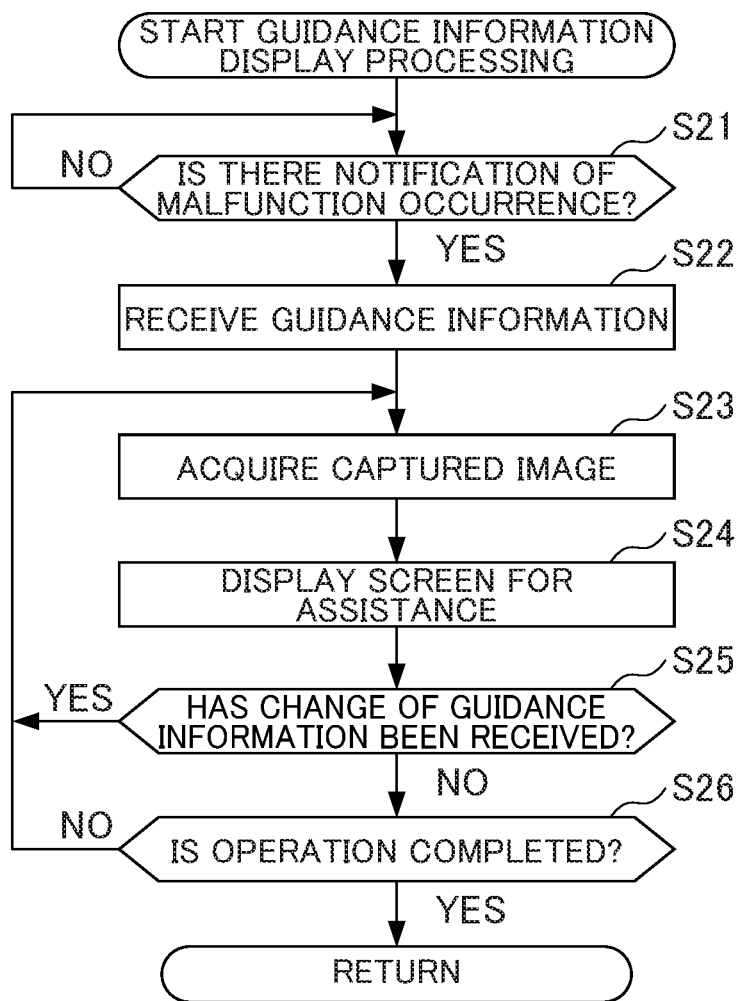 START GUIDANCE INFORMATION
DISPLAY PROCESSING
S21
NO
IS THERE NOTIFICATION OF
MALFUNCTION OCCURRENCE?
YES
S22
RECEIVE GUIDANCE INFORMATION
S23
ACQUIRE CAPTURED IMAGE
S24
DISPLAY SCREEN FOR
ASSISTANCE
S25
YES
HAS CHANGE OF GUIDANCE
INFORMATION BEEN RECEIVED?
NO
S26
NO
IS OPERATION COMPLETED?
YES
RETURN